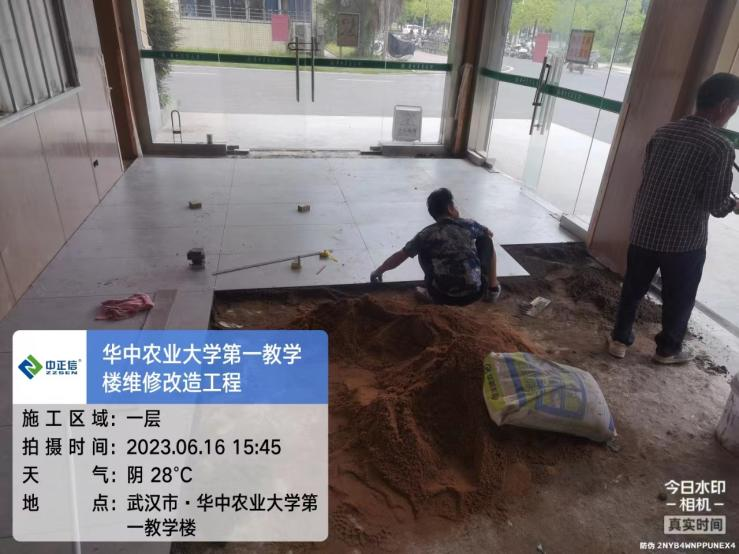 中正信
ZZSEN
华中农业大学第一教学
楼维修改造工程
施工区域：一层
拍摄时间：2023.06.16 15:45
天气：阴 28°C
地点：武汉市·华中农业大学第
一教学楼
今日水印
相机
真实时间
防伪 2NYB4WNPPUNEX4